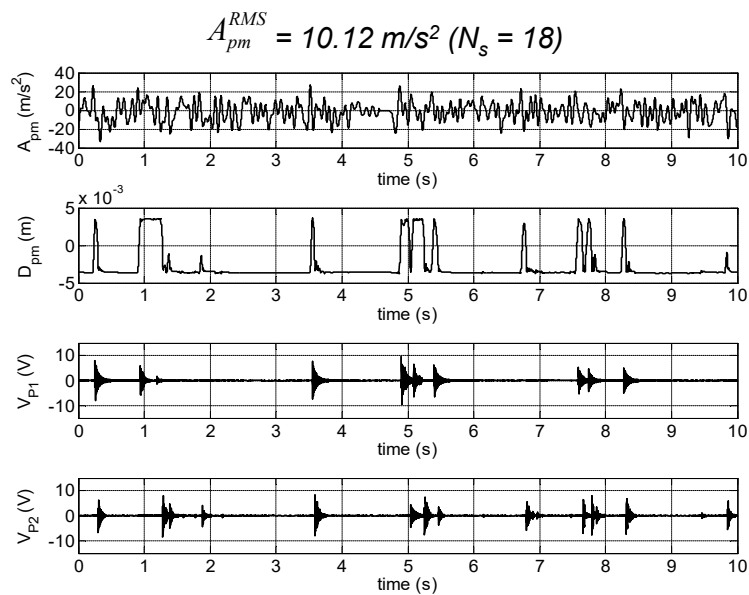 A_pm^RMS = 10.12 m/s² (N_s = 18)
40
20
0
-20
-40
A_pm (m/s²)
0 1 2 3 4 5 6 7 8 9 10
time (s)
x 10⁻³
5
0
-5
D_pm (m)
0 1 2 3 4 5 6 7 8 9 10
time (s)
10
0
-10
V_P1 (V)
0 1 2 3 4 5 6 7 8 9 10
time (s)
10
0
-10
V_P2 (V)
0 1 2 3 4 5 6 7 8 9 10
time (s)